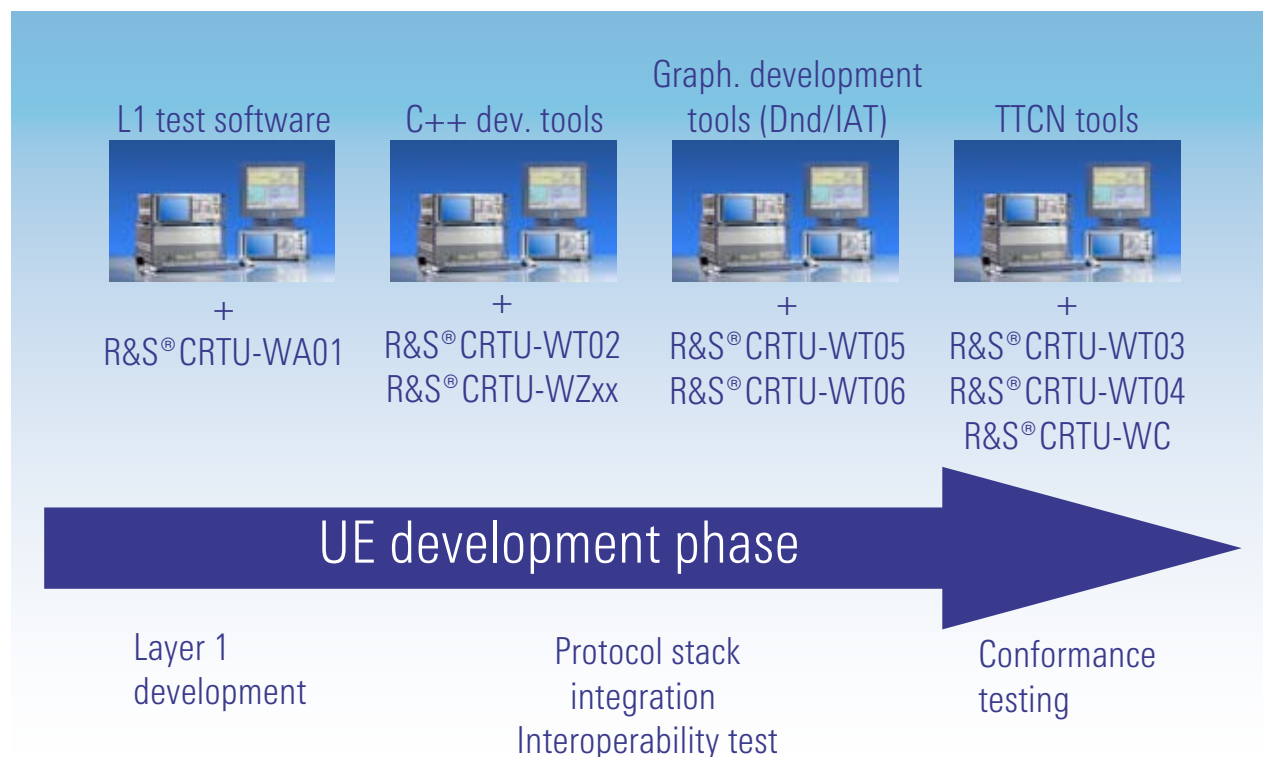 L1 test software
+
R&S®CRTU-WA01
C++ dev. tools
+
R&S®CRTU-WT02
R&S®CRTU-WZxx
Graph. development
tools (Dnd/IAT)
+
R&S®CRTU-WT05
R&S®CRTU-WT06
TTCN tools
+
R&S®CRTU-WT03
R&S®CRTU-WT04
R&S®CRTU-WC
UE development phase
Layer 1
development
Protocol stack
integration
Interoperability test
Conformance
testing